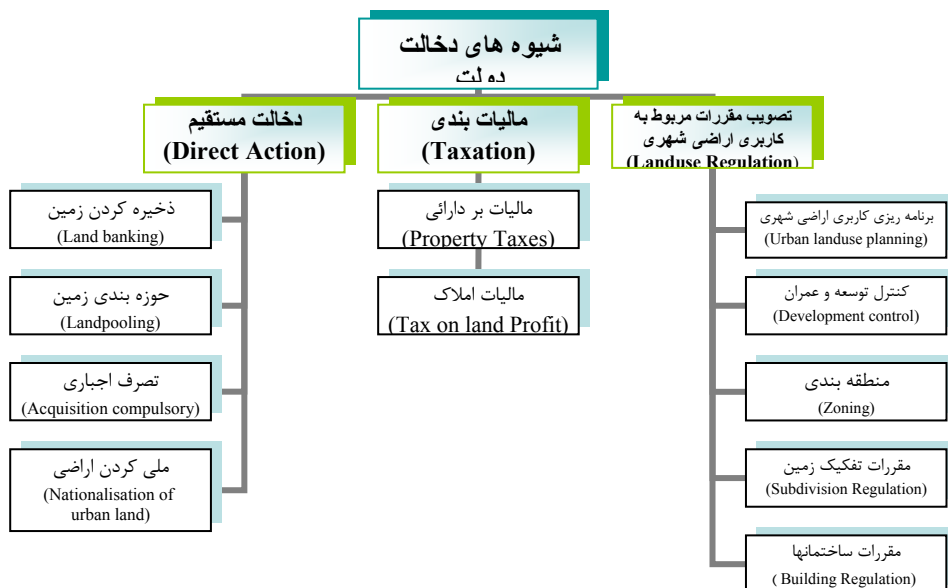 شیوه های دخالت
دولت
تصویب مقررات مربوط به
کاربری اراضی شهری
(Landuse Regulation)
برنامه ریزی کاربری اراضی شهری
(Urban landuse planning)
کنترل توسعه و عمران
(Development control)
منطقه بندی
(Zoning)
مقررات تفکیک زمین
(Subdivision Regulation)
مقررات ساختمانها
( Building Regulation)
مالیات بندی
(Taxation)
مالیات بر دارائی
(Property Taxes)
مالیات املاک
(Tax on land Profit)
دخالت مستقیم
(Direct Action)
ذخیره کردن زمین
(Land banking)
حوزه بندی زمین
(Landpooling)
تصرف اجباری
(Acquisition compulsory)
ملی کردن اراضی
(Nationalisation of
urban land)